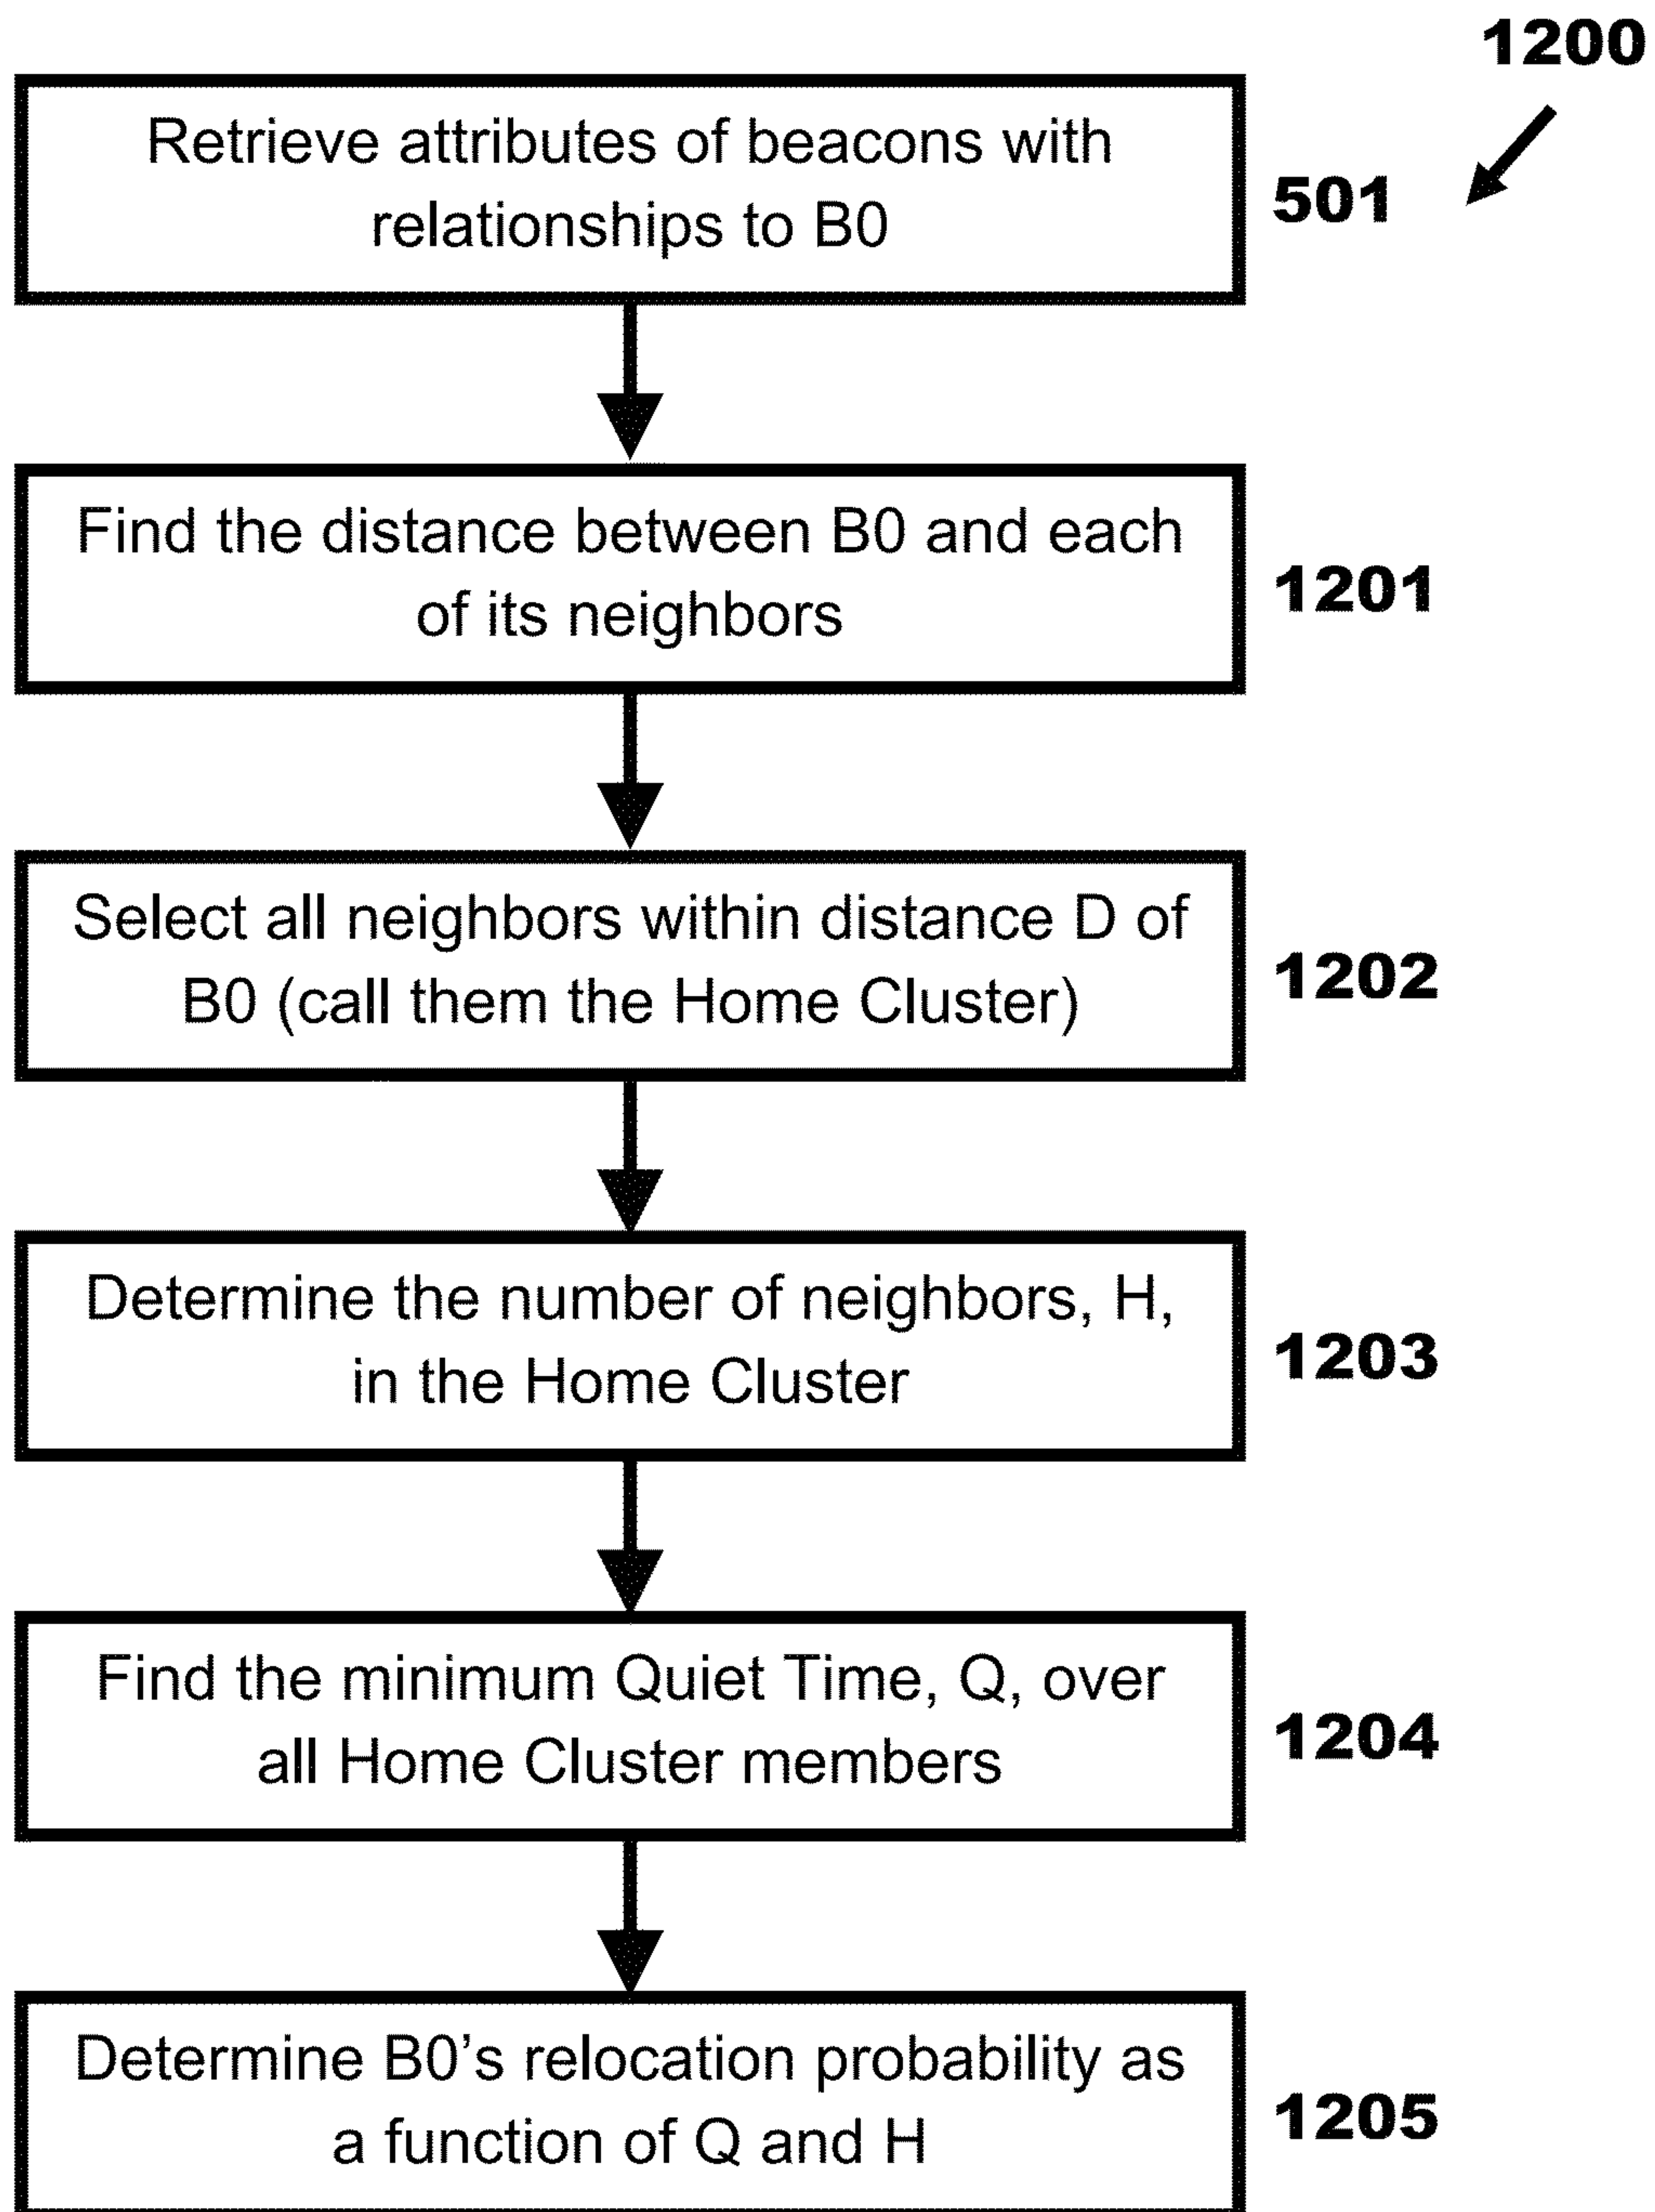 1200
Retrieve attributes of beacons with
relationships to B0
501
Find the distance between B0 and each
of its neighbors
1201
Select all neighbors within distance D of
B0 (call them the Home Cluster)
1202
Determine the number of neighbors, H,
in the Home Cluster
1203
Find the minimum Quiet Time, Q, over
all Home Cluster members
1204
Determine B0’s relocation probability as
a function of Q and H
1205